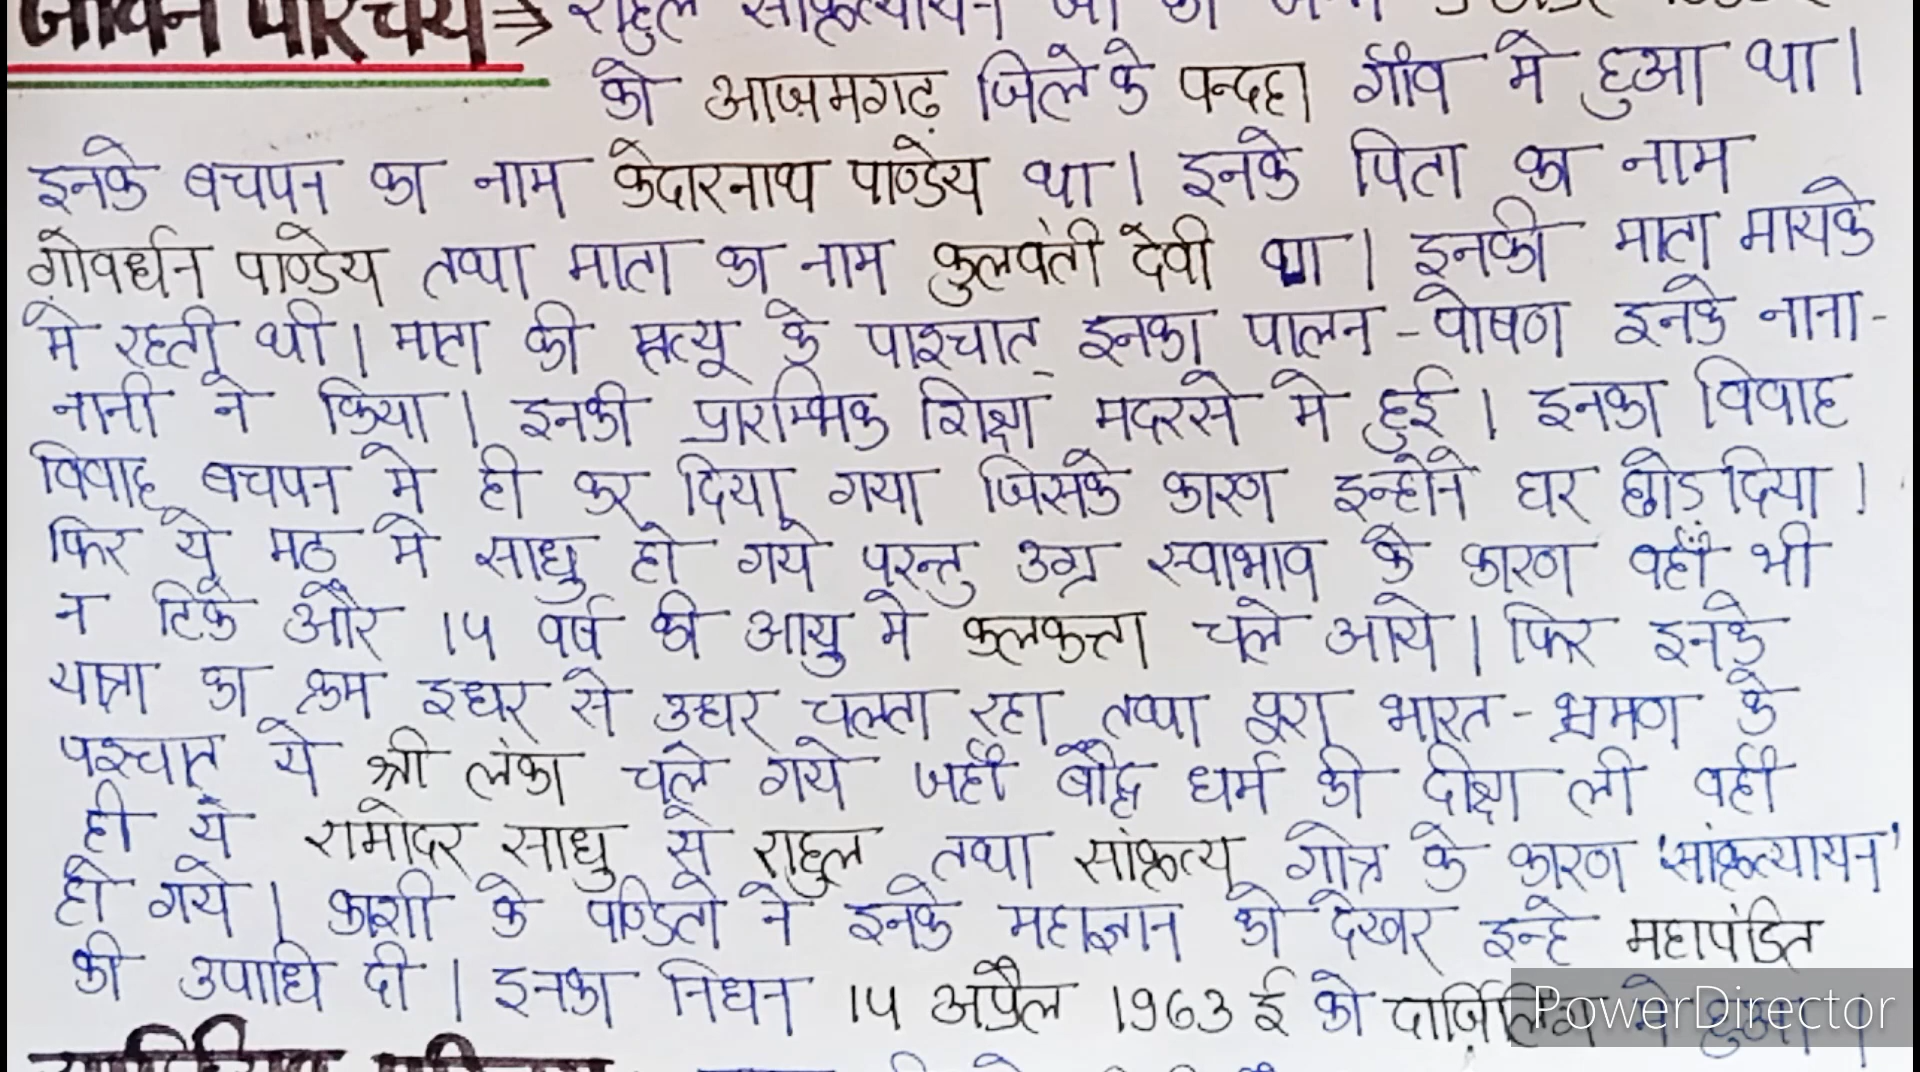 जीवन परिचय ⇒ राहुल सांकृत्यायन जी का जन्म
को आज़मगढ़ जिले के पन्दहा गाँव मे हुआ था।
इनके बचपन का नाम केदारनाथ पाण्डेय था। इनके पिता का नाम
गोवर्धन पाण्डेय तथा माता का नाम कुलवंती देवी था। इनकी माता मायके
मे रहती थी। माता की मृत्यू के पाश्चात् इनका पालन-पोषण इनके नाना-
नानी ने किया। इनकी प्रारम्भिक शिक्षा मदरसे मे हुई। इनका विवाह
विवाह बचपन मे ही कर दिया गया जिसके कारण इन्होने घर छोड़ दिया।
फिर ये मठ मे साधु हो गये परन्तु उग्र स्वाभाव के कारण वहाँ भी
न टिके और 14 वर्ष की आयु मे कलकत्ता चले आये। फिर इनके
यात्रा का क्रम इधर से उधर चलता रहा तथा पूरा भारत-भ्रमण के
पश्चात् ये श्री लंका चले गये जहाँ बौद्ध धर्म की दीक्षा ली वही
ही ये रामोदर साधु से राहुल तथा सांकृत्य गोत्र के कारण 'सांकृत्यायन'
हो गये। काशी के पण्डितो ने इनके महाज्ञान को देखर इन्हे महापंडित
की उपाधि दी। इनका निधन 14 अप्रैल 1963 ई को दार्जिलिंग मे हुआ।
PowerDirector